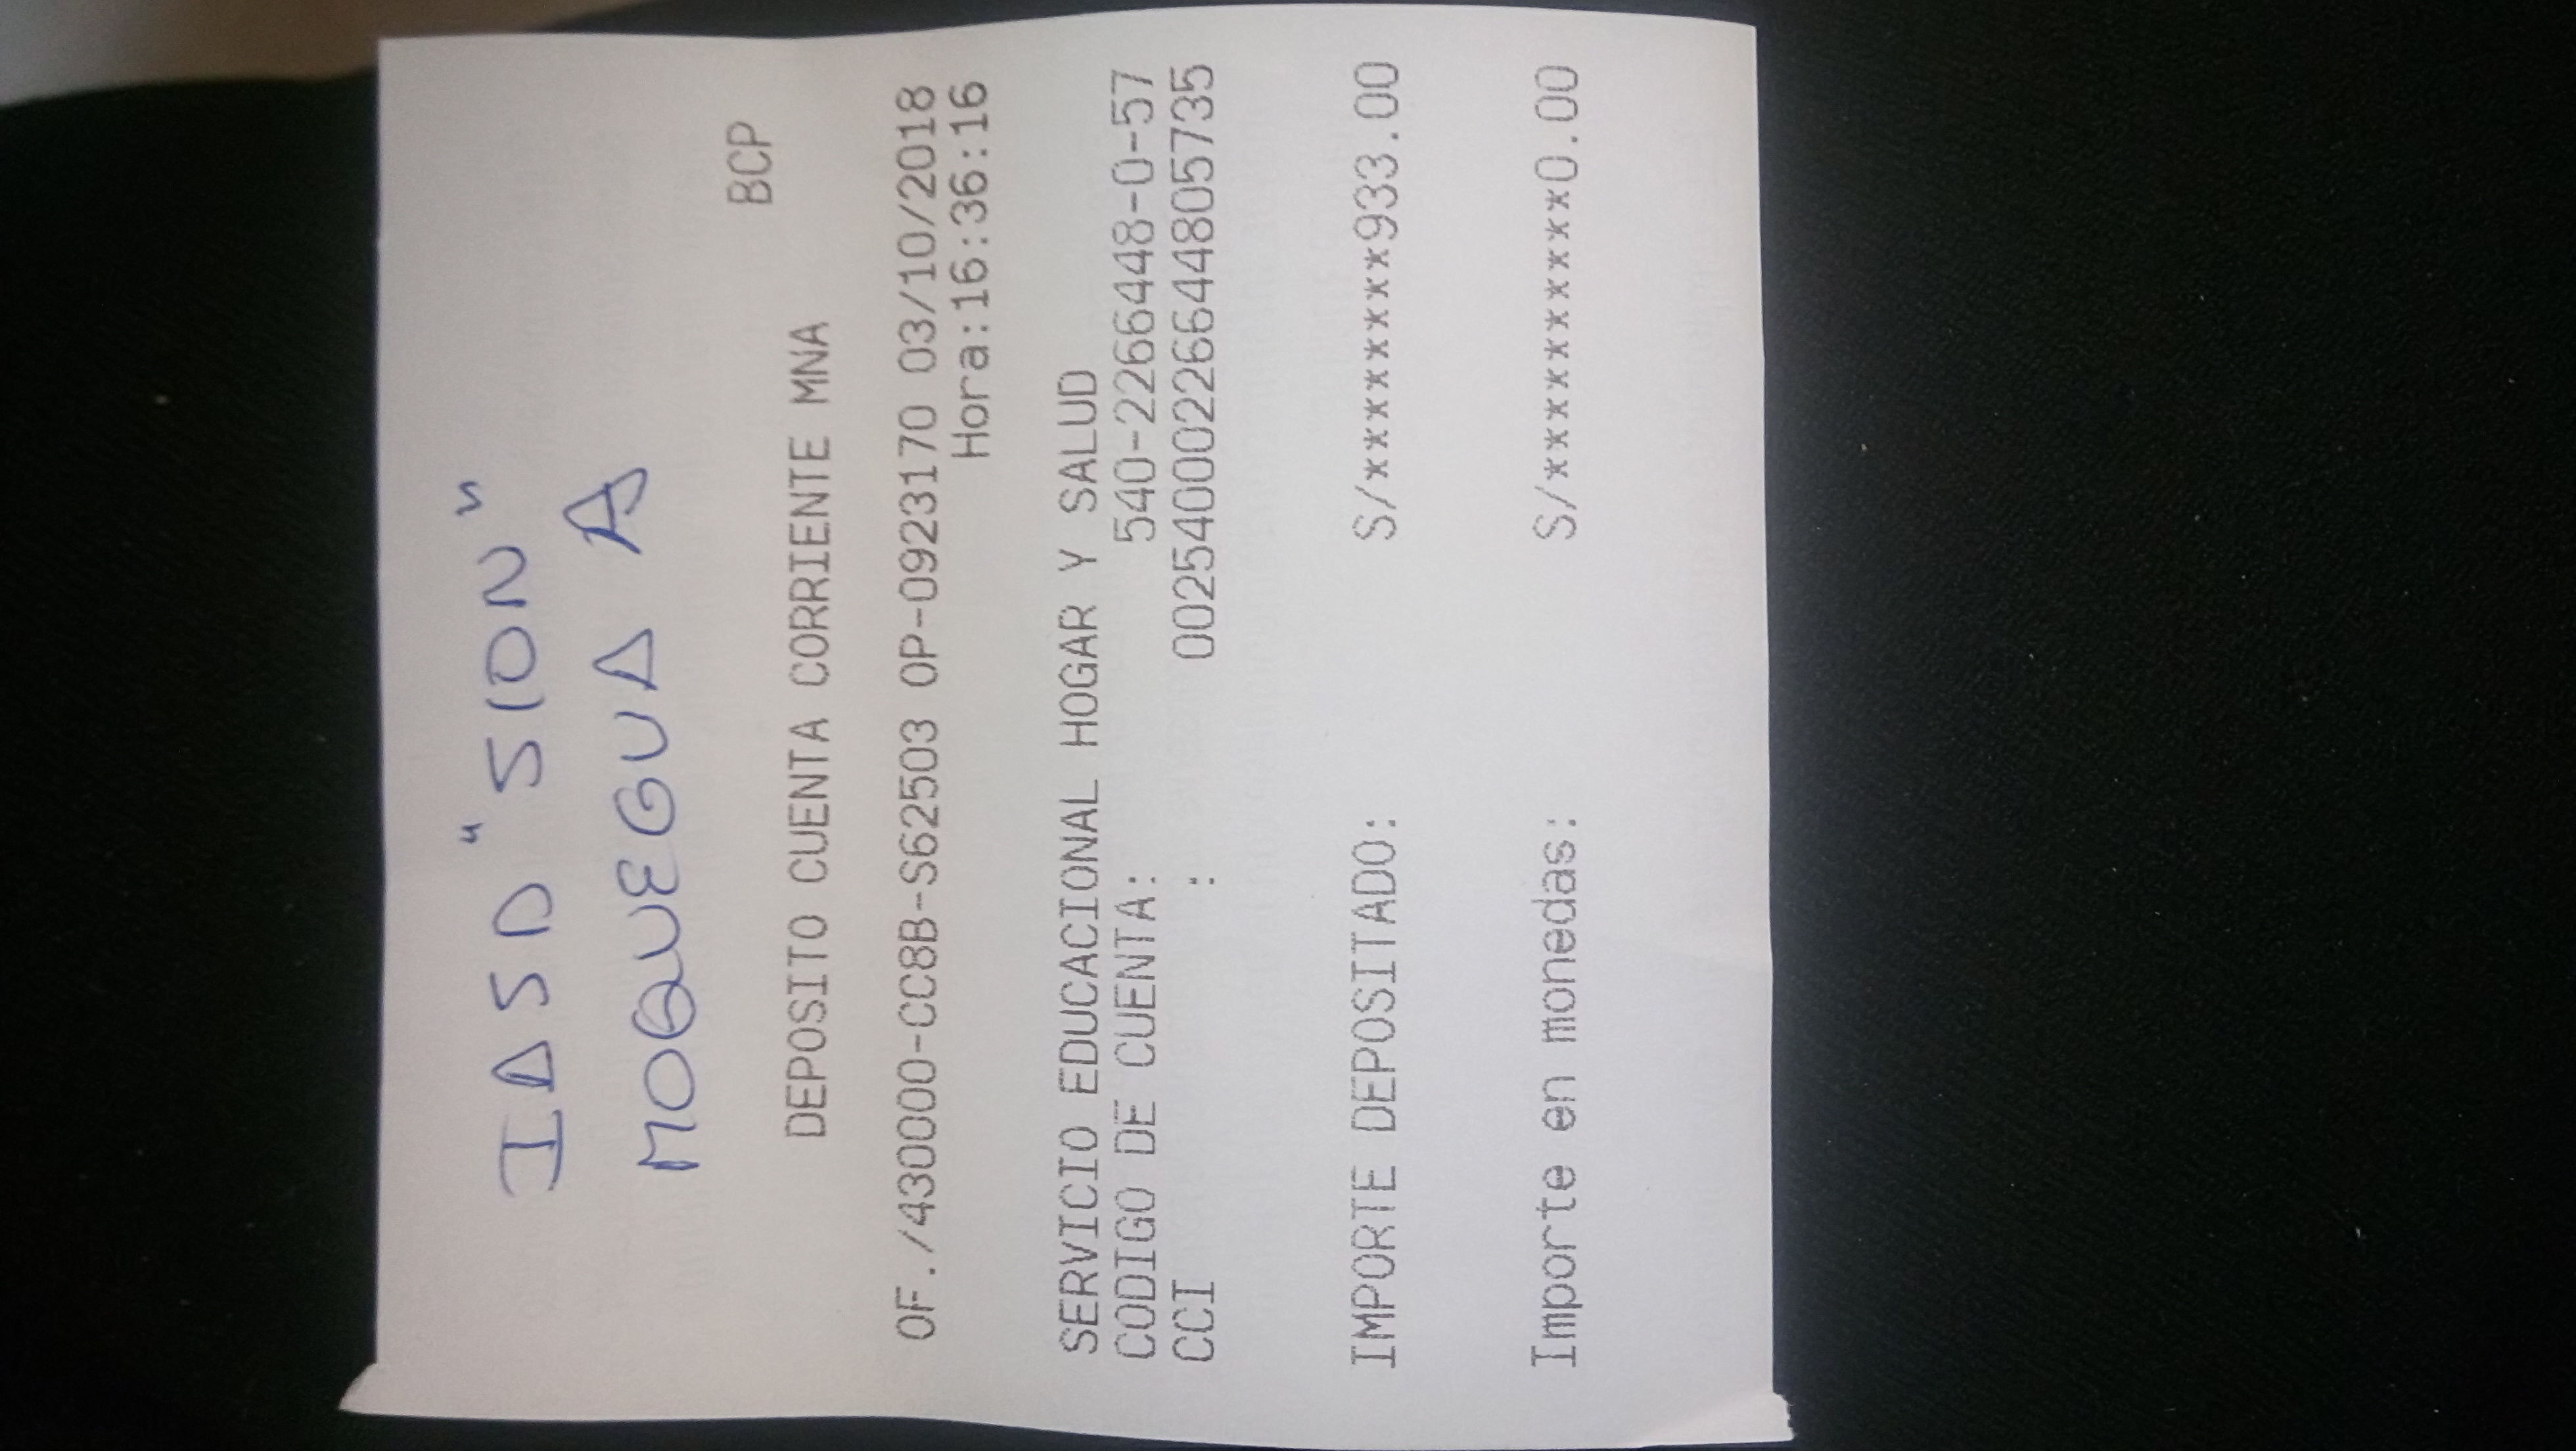 IASD "SION"
MOQUEGUA A
BCP
DEPOSITO CUENTA CORRIENTE MNA
OF./430000-CC8B-S62503 OP-0923170 03/10/2018
Hora:16:36:16
SERVICIO EDUCACIONAL HOGAR Y SALUD
CODIGO DE CUENTA: 540-2266448-0-57
CCI : 00254000226644805735
IMPORTE DEPOSITADO: S/*********933.00
Importe en monedas: S/***********0.00